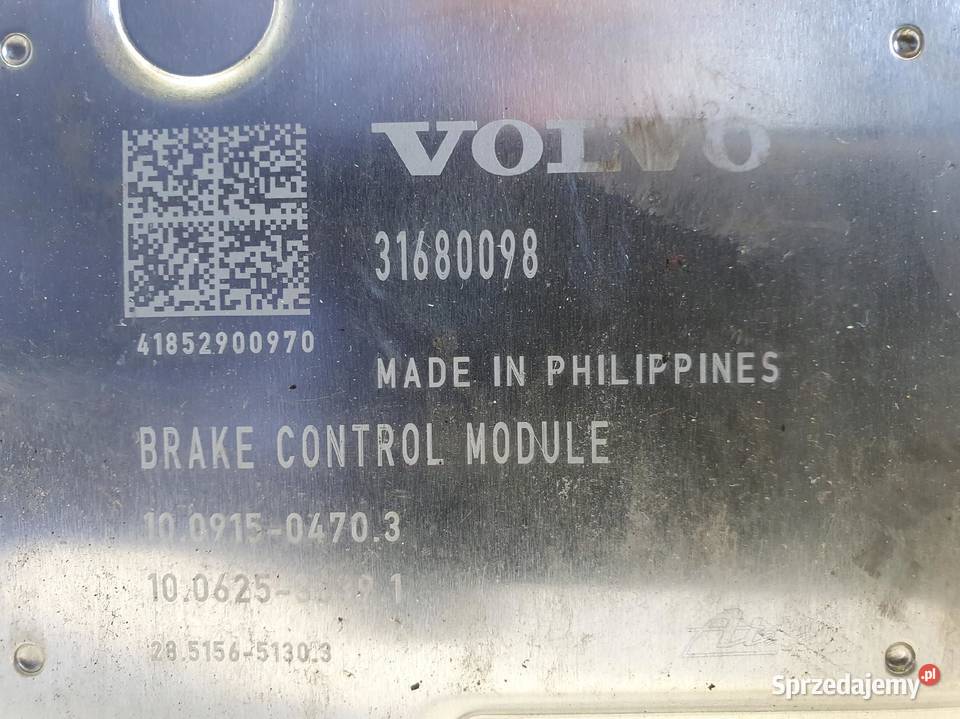 VOLVO
31680098
41852900970
MADE IN PHILIPPINES
BRAKE CONTROL MODULE
10.0915-0470.3
28.5156-5130.3
Ate
Sprzedajemy.pl